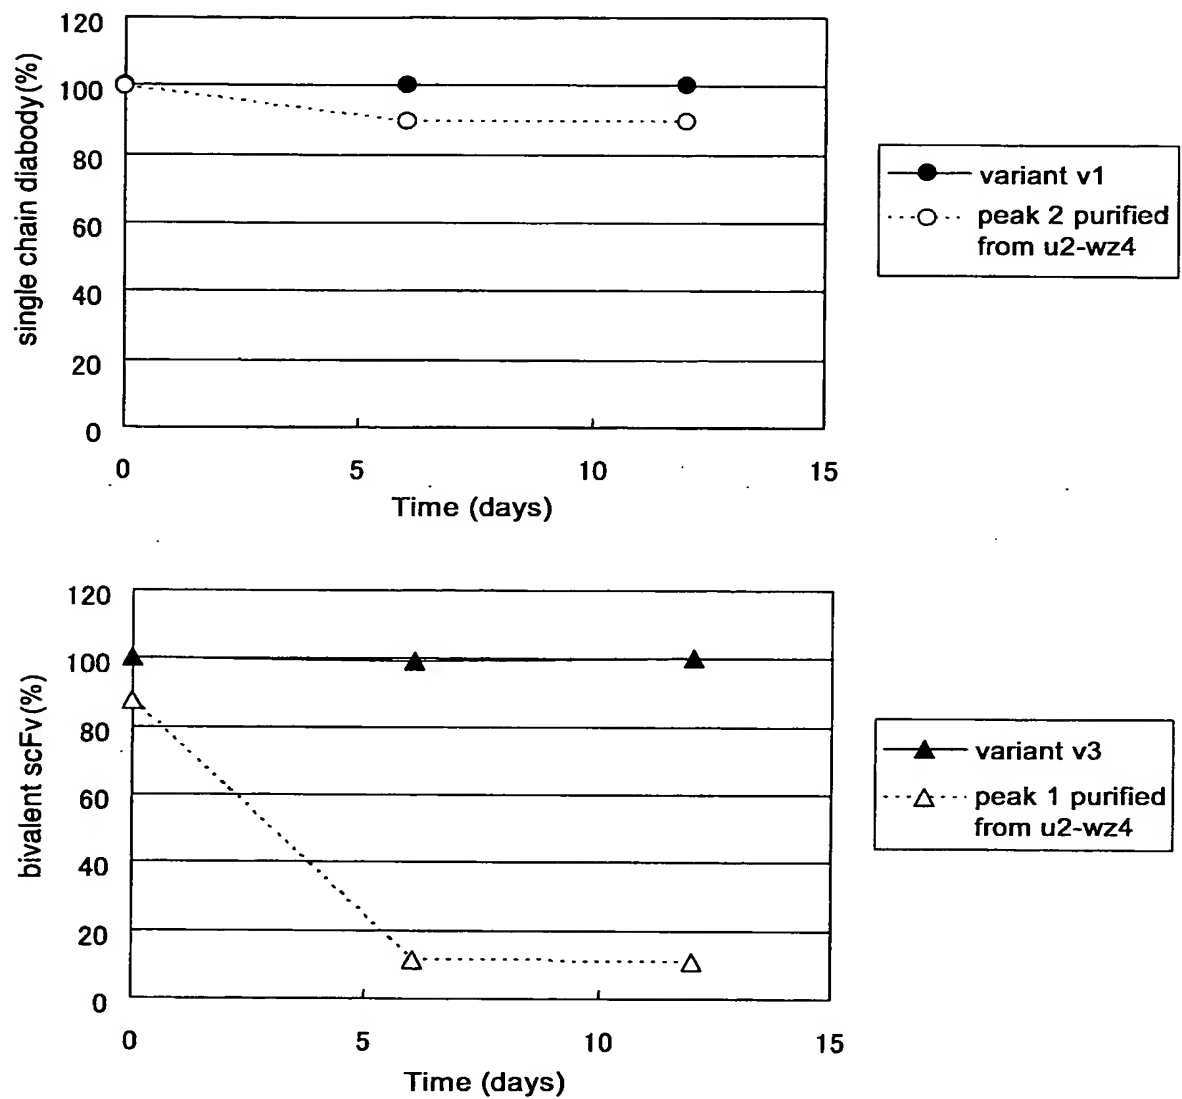 120
100
80
60
40
20
0
single chain diabody(%)
0 5 10 15
Time (days)
variant v1
peak 2 purified
from u2-wz4
120
100
80
60
40
20
0
bivalent scFv(%)
0 5 10 15
Time (days)
variant v3
peak 1 purified
from u2-wz4